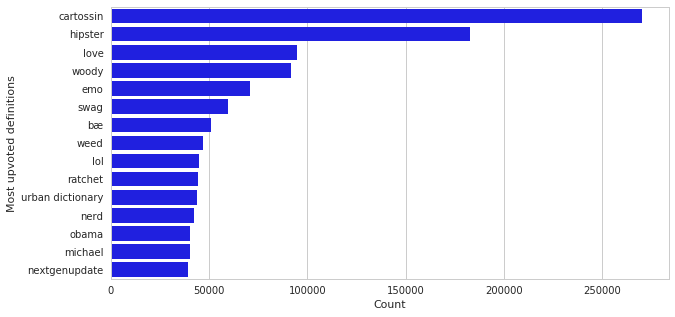 Most upvoted definitions
cartossin
hipster
love
woody
emo
swag
bæ
weed
lol
ratchet
urban dictionary
nerd
obama
michael
nextgenupdate
0 50000 100000 150000 200000 250000
Count